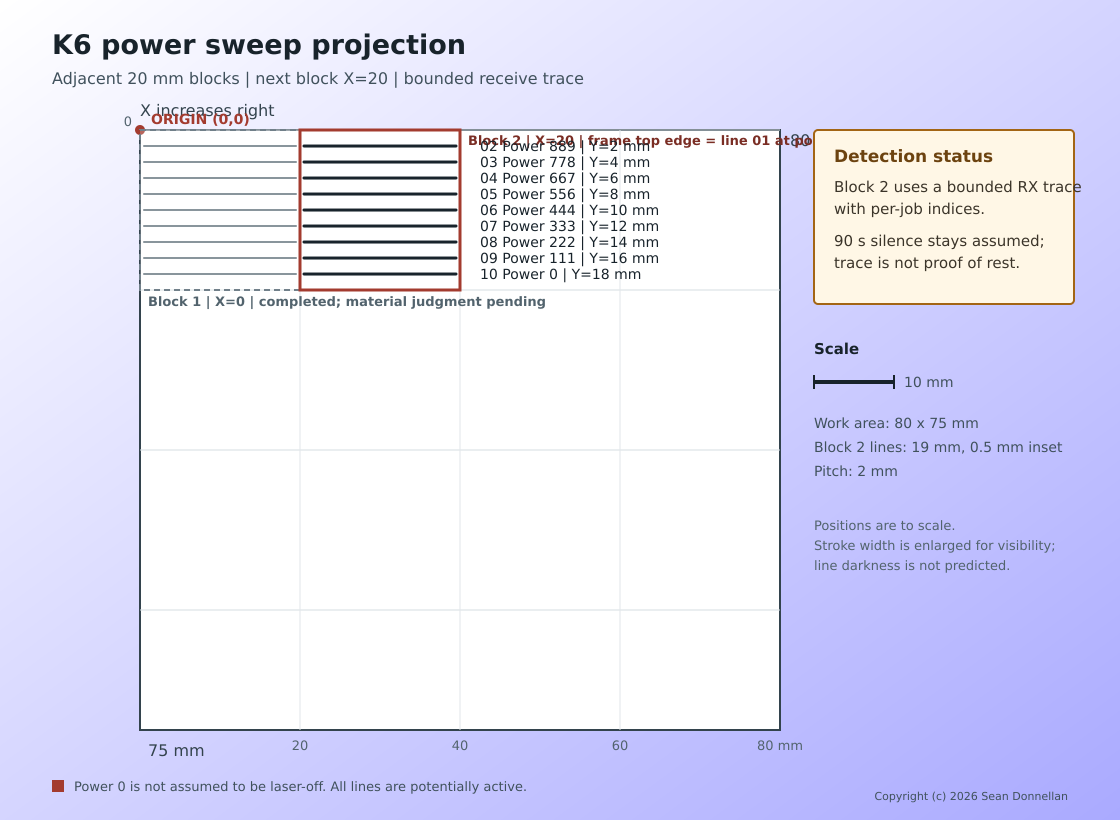 K6 power sweep projection
Adjacent 20 mm blocks | next block X=20 | bounded receive trace
X increases right
0
ORIGIN (0,0)
Block 2 | X=20 | frame top edge = line 01 at po
80
02 Power 889 | Y=2 mm
03 Power 778 | Y=4 mm
04 Power 667 | Y=6 mm
05 Power 556 | Y=8 mm
06 Power 444 | Y=10 mm
07 Power 333 | Y=12 mm
08 Power 222 | Y=14 mm
09 Power 111 | Y=16 mm
10 Power 0 | Y=18 mm
Block 1 | X=0 | completed; material judgment pending
Detection status
Block 2 uses a bounded RX trace
with per-job indices.
90 s silence stays assumed;
trace is not proof of rest.
Scale
10 mm
Work area: 80 x 75 mm
Block 2 lines: 19 mm, 0.5 mm inset
Pitch: 2 mm
Positions are to scale.
Stroke width is enlarged for visibility;
line darkness is not predicted.
20
40
60
80 mm
75 mm
Power 0 is not assumed to be laser-off. All lines are potentially active.
Copyright (c) 2026 Sean Donnellan